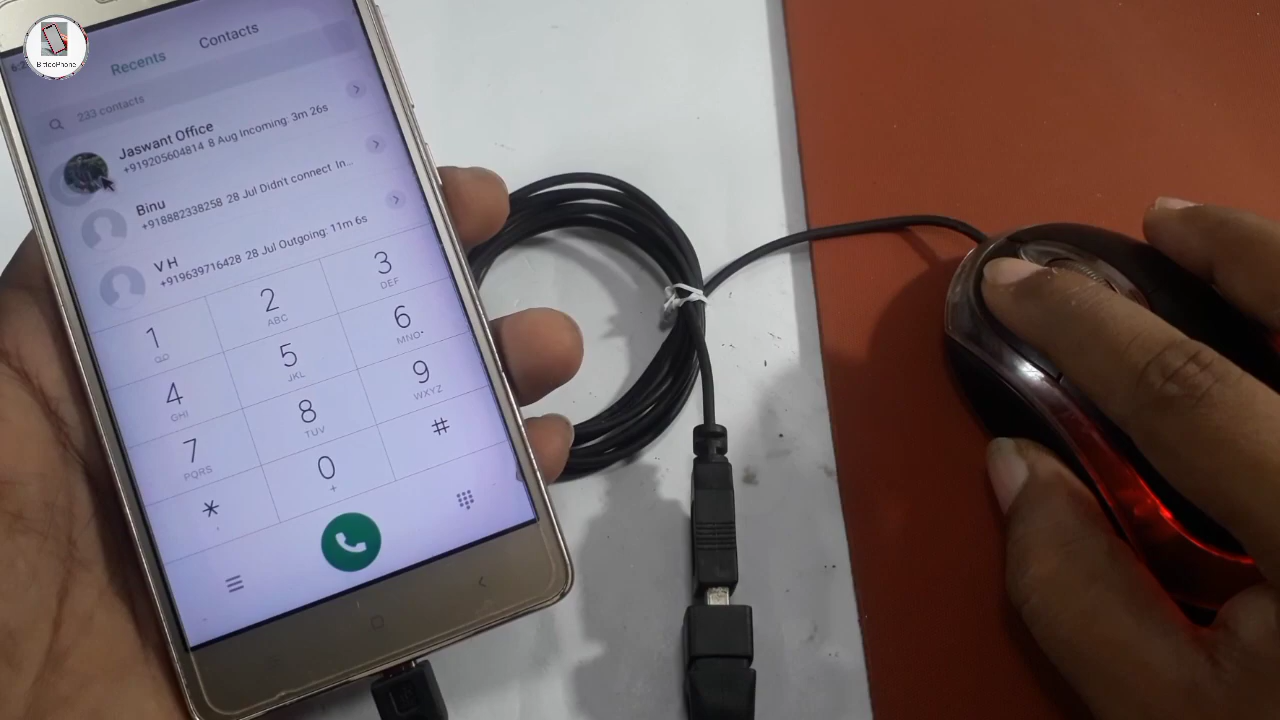 BittooPhone
Recents
Contacts
233 contacts
Jaswant Office
+919205604814 8 Aug Incoming: 3m 26s
Binu
+918882338258 28 Jul Didn't connect In...
V H
+919639716428 28 Jul Outgoing: 11m 6s
1
2 ABC
3 DEF
4 GHI
5 JKL
6 MNO
7 PQRS
8 TUV
9 WXYZ
*
0 +
#